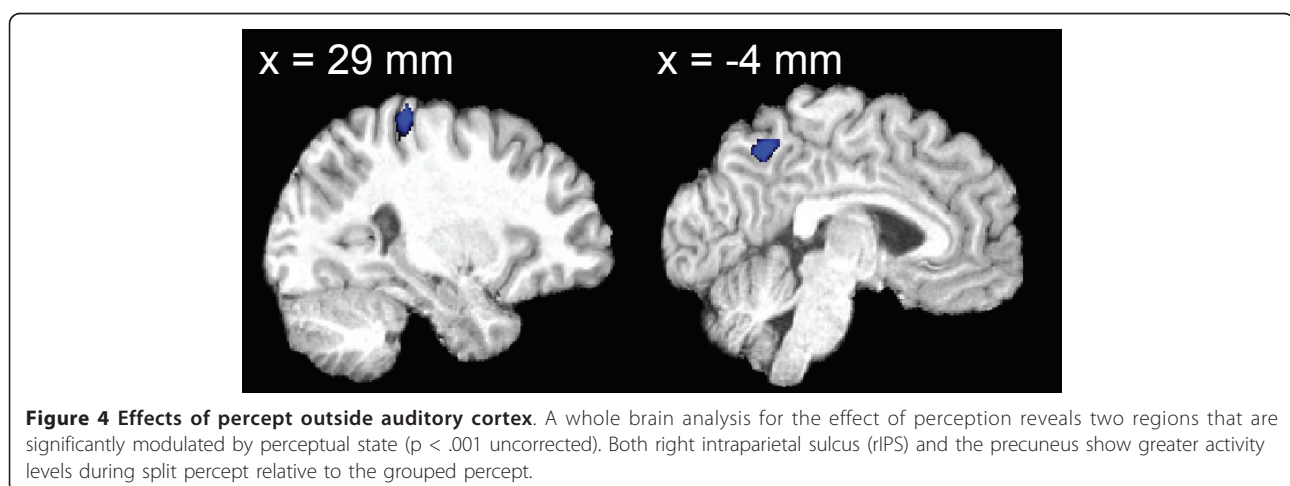 x = 29 mm
x = -4 mm
Figure 4 Effects of percept outside auditory cortex. A whole brain analysis for the effect of perception reveals two regions that are
significantly modulated by perceptual state (p < .001 uncorrected). Both right intraparietal sulcus (rIPS) and the precuneus show greater activity
levels during split percept relative to the grouped percept.